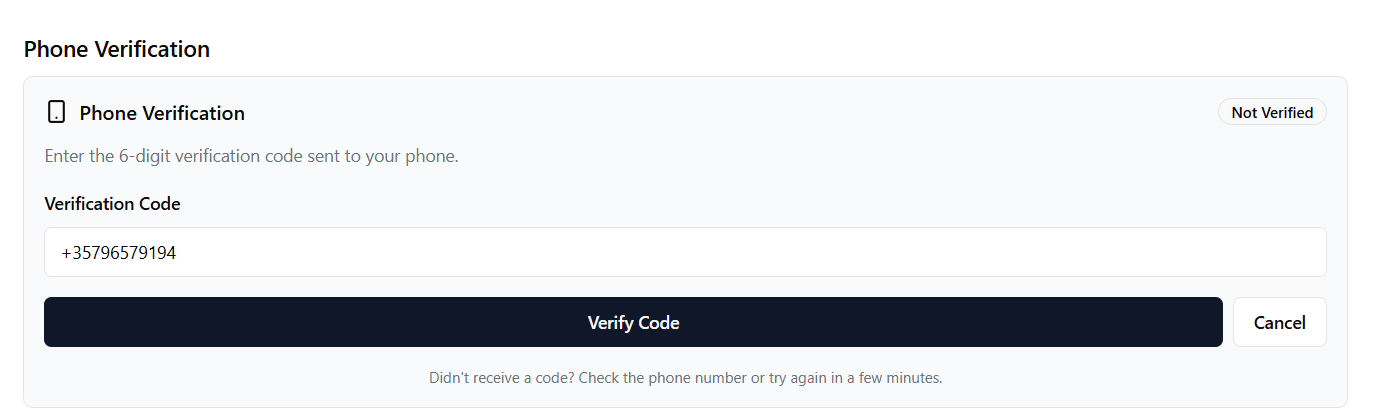 Phone Verification
Phone Verification
Not Verified
Enter the 6-digit verification code sent to your phone.
Verification Code
+35796579194
Verify Code
Cancel
Didn't receive a code? Check the phone number or try again in a few minutes.